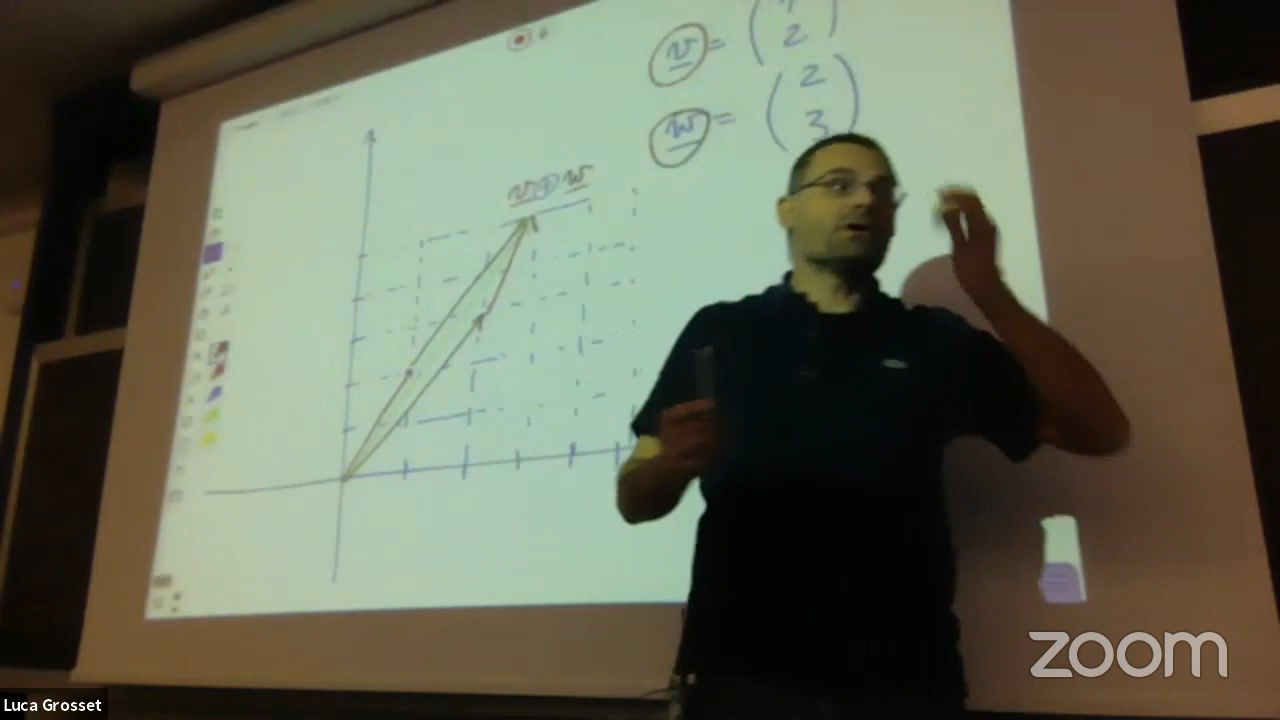 v =
2
w = ( 2
3 )
v ⊕ w
zoom
Luca Grosset